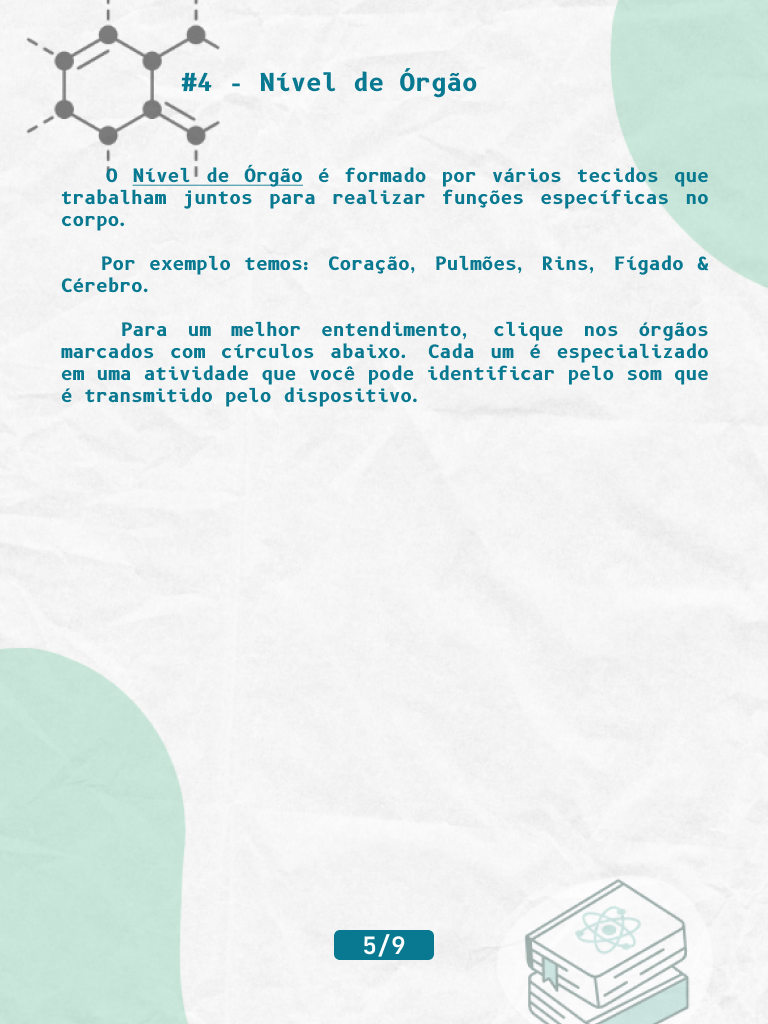 #4 - Nível de Órgão
O Nível de Órgão é formado por vários tecidos que
trabalham juntos para realizar funções específicas no
corpo.
Por exemplo temos: Coração, Pulmões, Rins, Fígado &
Cérebro.
Para um melhor entendimento, clique nos órgãos
marcados com círculos abaixo. Cada um é especializado
em uma atividade que você pode identificar pelo som que
é transmitido pelo dispositivo.
5/9